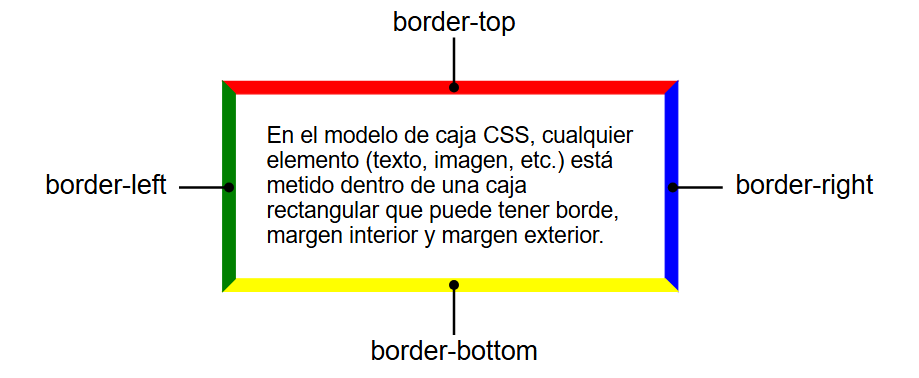 border-top
En el modelo de caja CSS, cualquier
elemento (texto, imagen, etc.) está
metido dentro de una caja
rectangular que puede tener borde,
margen interior y margen exterior.
border-left
border-right
border-bottom